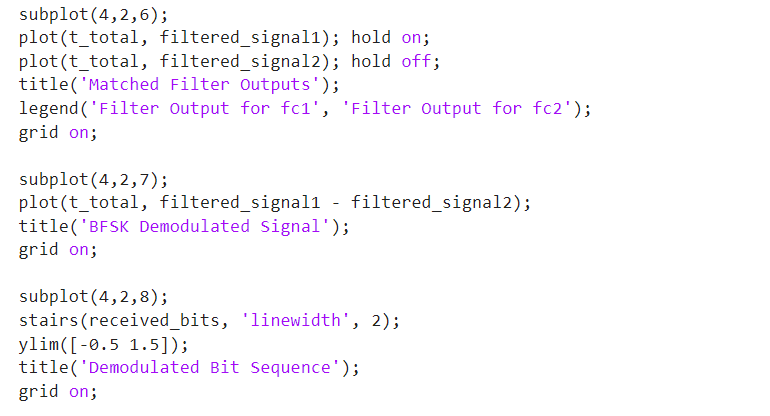 subplot(4,2,6);
plot(t_total, filtered_signal1); hold on;
plot(t_total, filtered_signal2); hold off;
title('Matched Filter Outputs');
legend('Filter Output for fc1', 'Filter Output for fc2');
grid on;

subplot(4,2,7);
plot(t_total, filtered_signal1 - filtered_signal2);
title('BFSK Demodulated Signal');
grid on;

subplot(4,2,8);
stairs(received_bits, 'linewidth', 2);
ylim([-0.5 1.5]);
title('Demodulated Bit Sequence');
grid on;